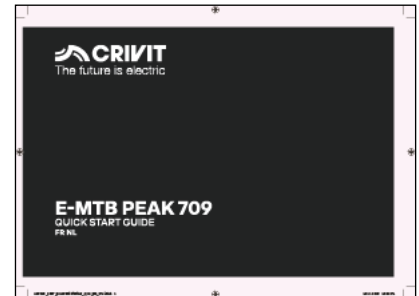 CRIVIT
The future is electric
E-MTB PEAK 709
QUICK START GUIDE
FR NL